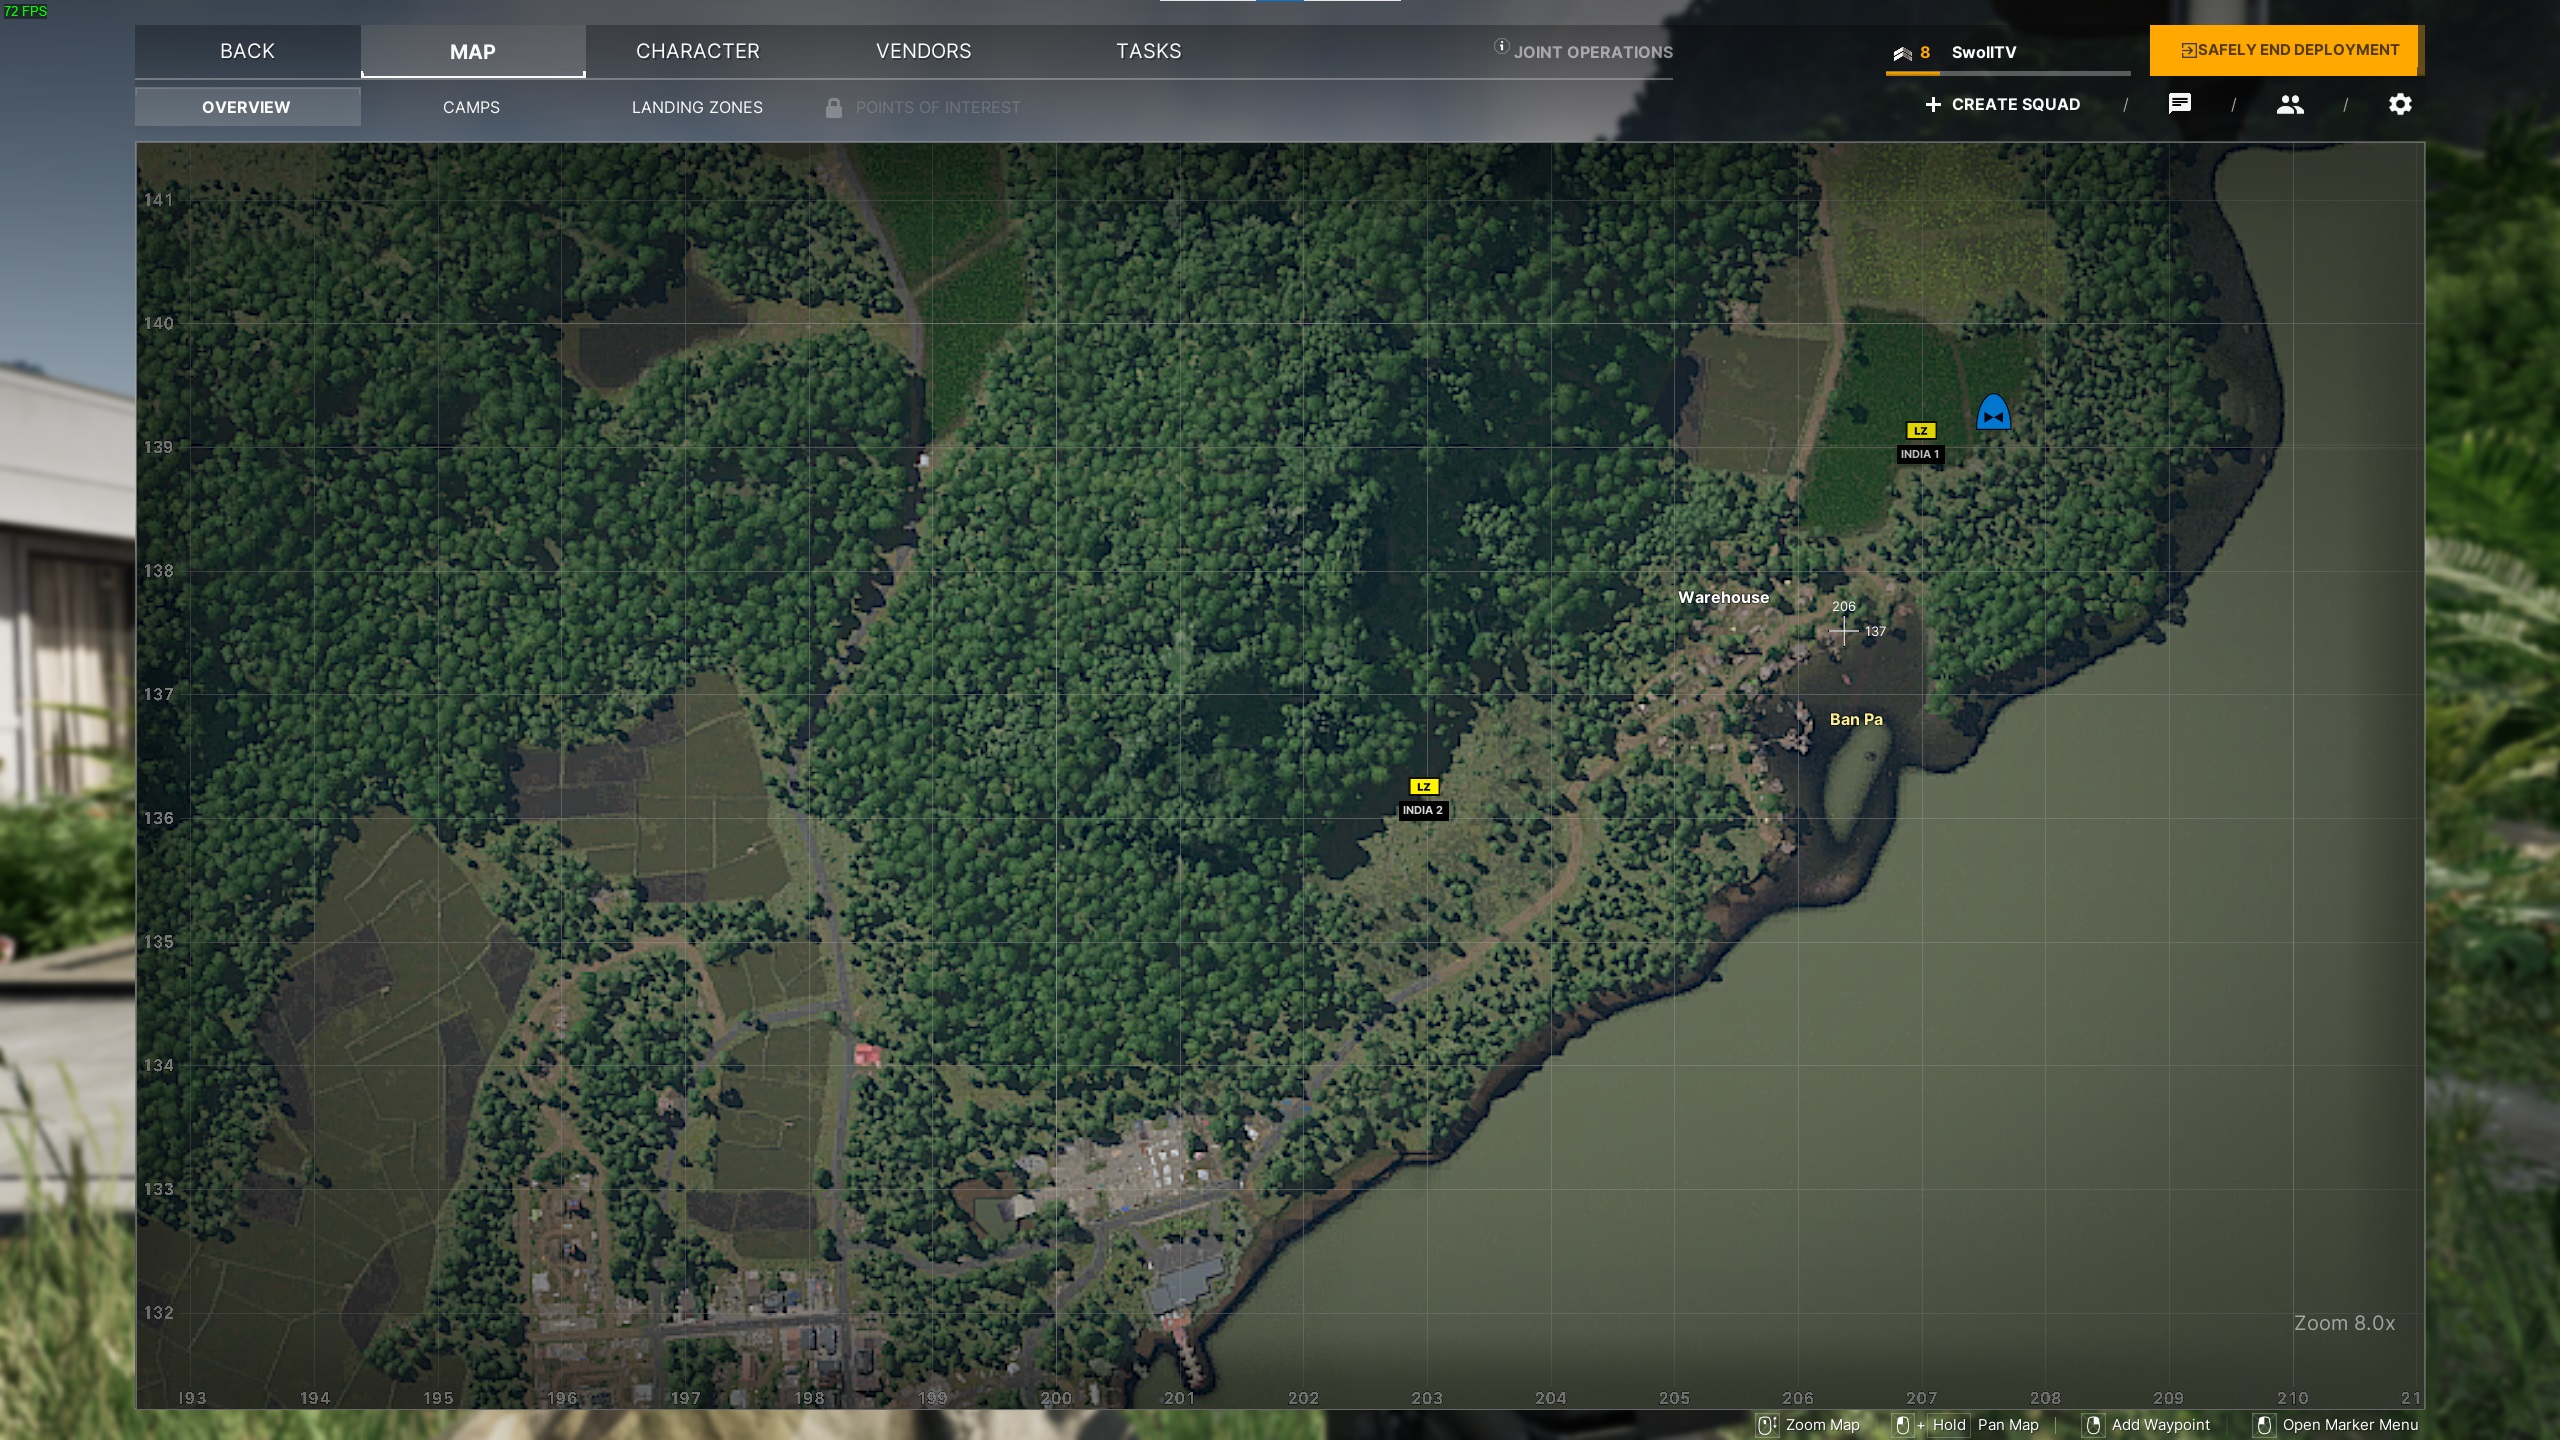 72 FPS
BACK
MAP
CHARACTER
VENDORS
TASKS
JOINT OPERATIONS
8
SwollTV
SAFELY END DEPLOYMENT
OVERVIEW
CAMPS
LANDING ZONES
POINTS OF INTEREST
CREATE SQUAD
/
/
/
141
140
139
LZ
INDIA 1
138
Warehouse
206
137
137
Ban Pa
LZ
INDIA 2
136
135
134
133
132
Zoom 8.0x
193
194
195
196
197
198
199
200
201
202
203
204
205
206
207
208
209
210
21
Zoom Map
+ Hold
Pan Map
Add Waypoint
Open Marker Menu